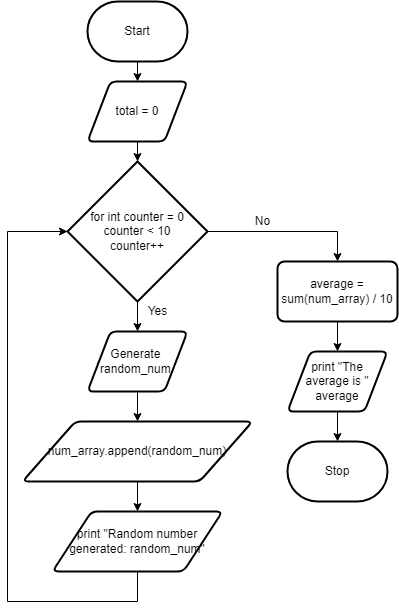 Start
total = 0
for int counter = 0
counter < 10
counter++
No
Yes
average =
sum(num_array) / 10
Generate
random_num
print "The
average is "
average
num_array.append(random_num)
Stop
print "Random number
generated: random_num"